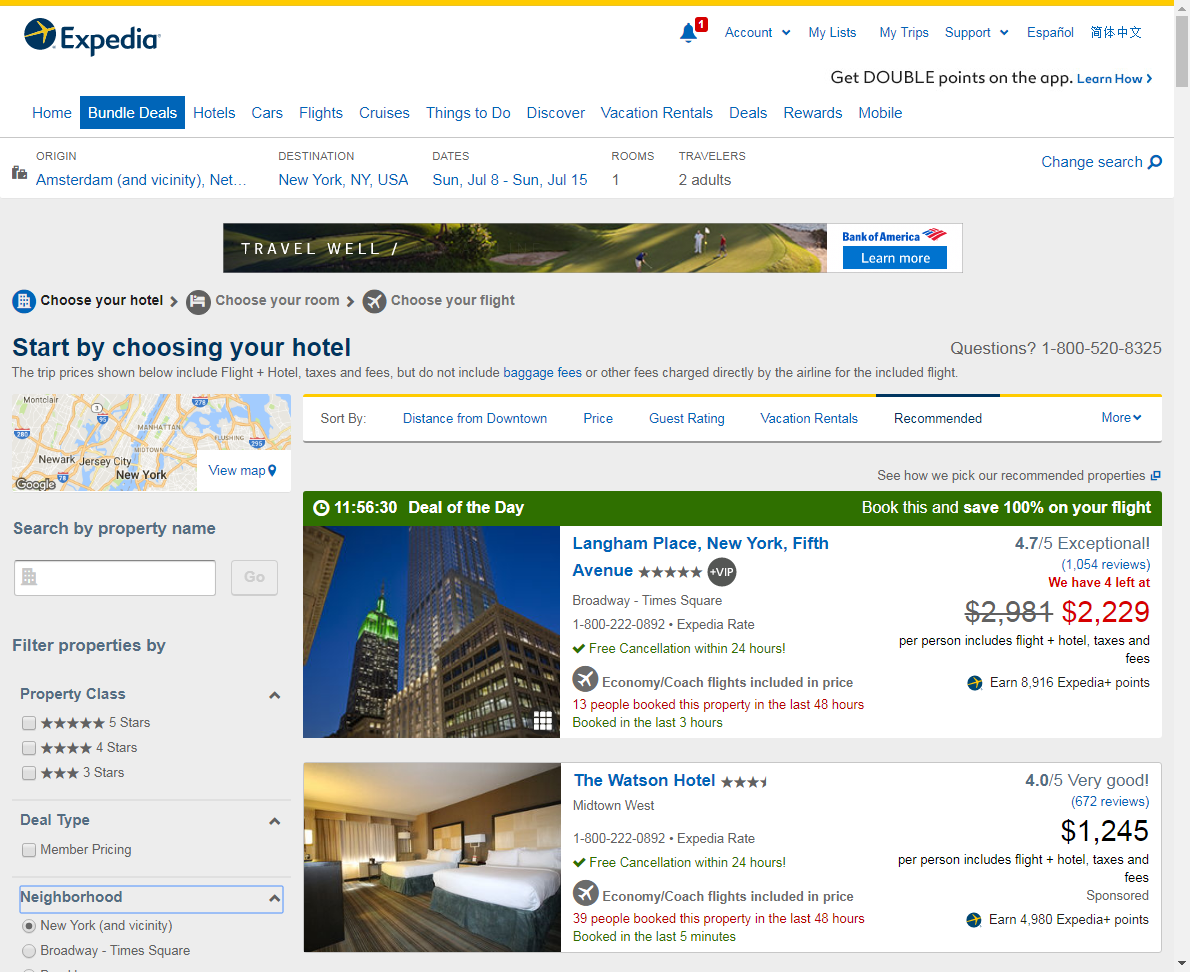 Expedia
1
Account
My Lists
My Trips
Support
Español
简体中文
Get DOUBLE points on the app. Learn How
Home
Bundle Deals
Hotels
Cars
Flights
Cruises
Things to Do
Discover
Vacation Rentals
Deals
Rewards
Mobile
ORIGIN
Amsterdam (and vicinity), Net...
DESTINATION
New York, NY, USA
DATES
Sun, Jul 8 - Sun, Jul 15
ROOMS
1
TRAVELERS
2 adults
Change search
TRAVEL WELL /
Bank of America
Learn more
Choose your hotel
Choose your room
Choose your flight
Start by choosing your hotel
Questions? 1-800-520-8325
The trip prices shown below include Flight + Hotel, taxes and fees, but do not include baggage fees or other fees charged directly by the airline for the included flight.
Montclair
278
3
95
MANHATTAN
280
FLUSHING
MIDTOWN
295
Newark
Jersey City
New York
78
Google
View map
Sort By:
Distance from Downtown
Price
Guest Rating
Vacation Rentals
Recommended
More
See how we pick our recommended properties
Search by property name
Go
Filter properties by
Property Class
5 Stars
4 Stars
3 Stars
Deal Type
Member Pricing
Neighborhood
New York (and vicinity)
Broadway - Times Square
11:56:30 Deal of the Day
Book this and save 100% on your flight
Langham Place, New York, Fifth
Avenue
+VIP
Broadway - Times Square
1-800-222-0892 • Expedia Rate
Free Cancellation within 24 hours!
Economy/Coach flights included in price
13 people booked this property in the last 48 hours
Booked in the last 3 hours
4.7/5 Exceptional!
(1,054 reviews)
We have 4 left at
$2,981 $2,229
per person includes flight + hotel, taxes and
fees
Earn 8,916 Expedia+ points
The Watson Hotel
Midtown West
1-800-222-0892 • Expedia Rate
Free Cancellation within 24 hours!
Economy/Coach flights included in price
39 people booked this property in the last 48 hours
Booked in the last 5 minutes
4.0/5 Very good!
(672 reviews)
$1,245
per person includes flight + hotel, taxes and
fees
Sponsored
Earn 4,980 Expedia+ points